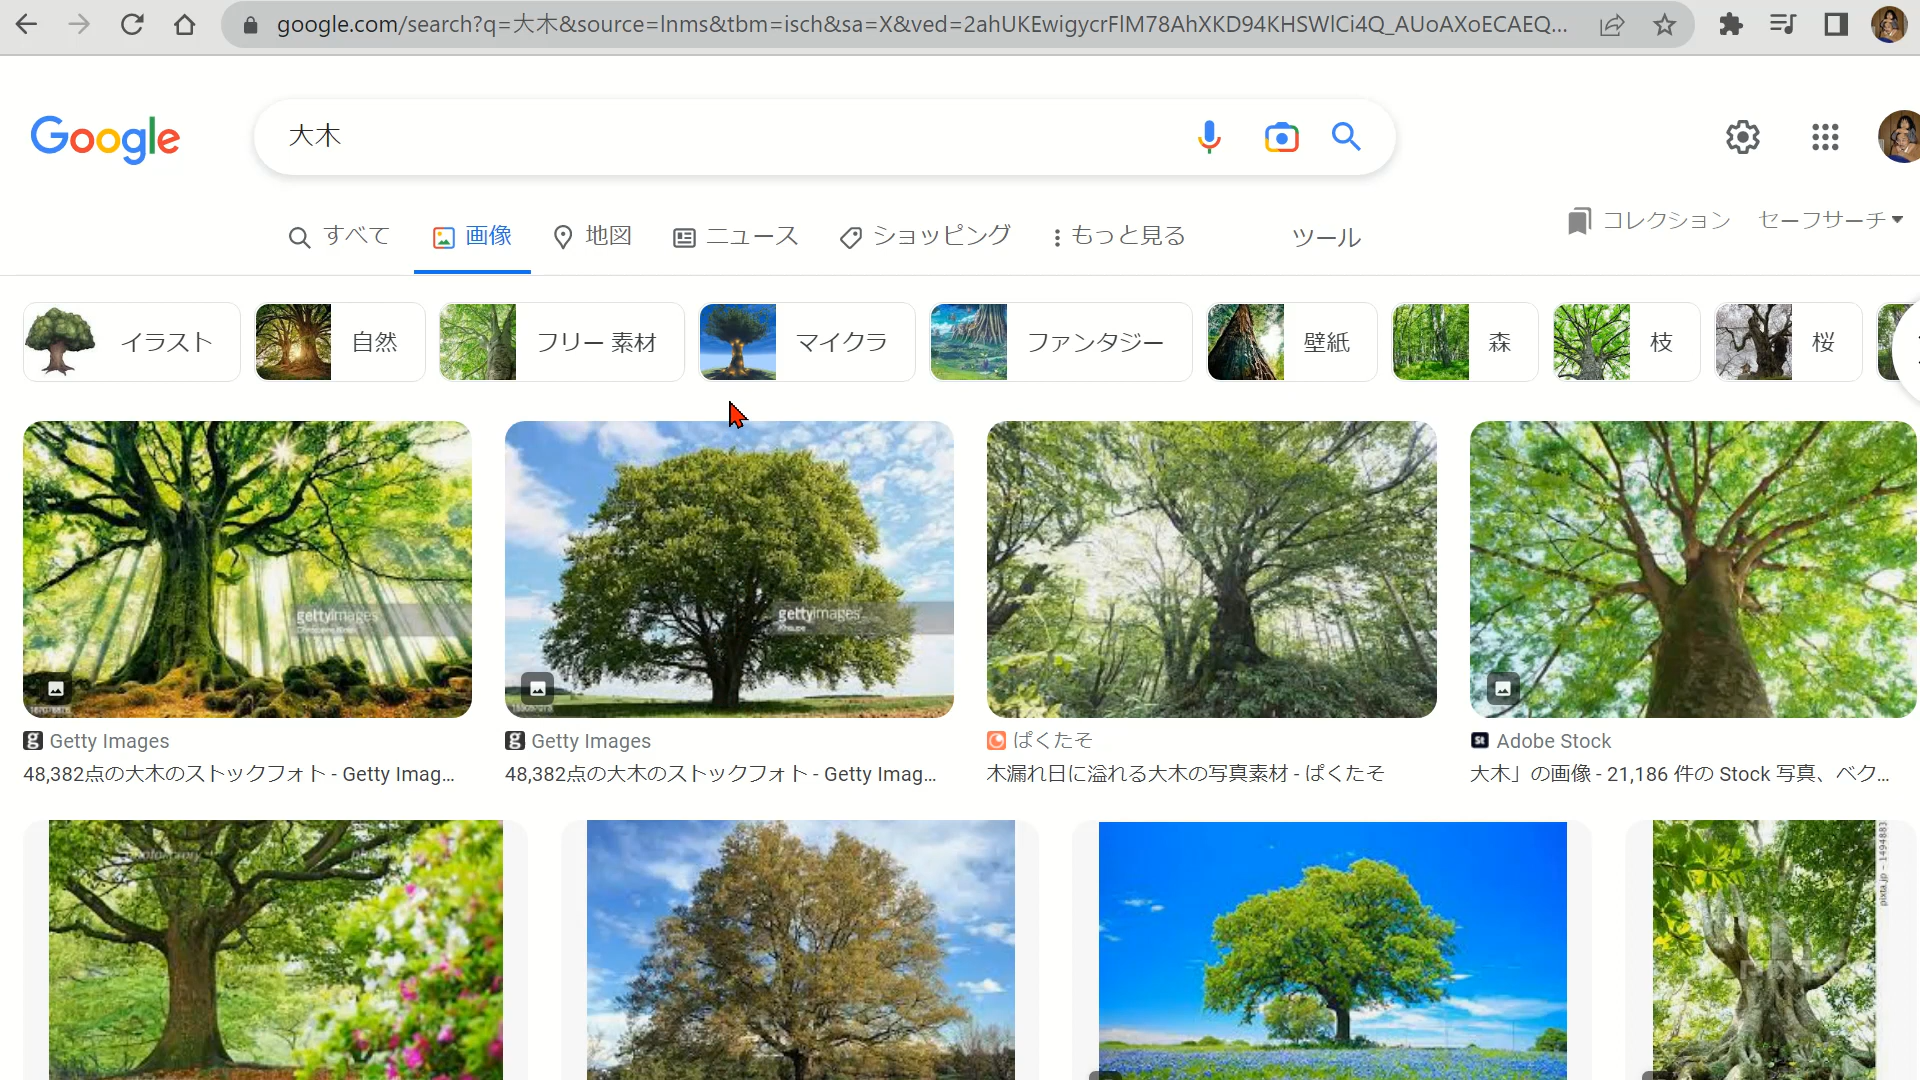 google.com/search?q=大木&source=lnms&tbm=isch&sa=X&ved=2ahUKEwigycrFlM78AhXKD94KHSWlCi4Q_AUoAXoECAEQ...
Google
大木
すべて 画像 地図 ニュース ショッピング もっと見る ツール
コレクション セーフサーチ
イラスト 自然 フリー 素材 マイクラ ファンタジー 壁紙 森 枝 桜
gettyimages
gettyimages
Getty Images
48,382点の大木のストックフォト - Getty Imag...
Getty Images
48,382点の大木のストックフォト - Getty Imag...
ぱくたそ
木漏れ日に溢れる大木の写真素材 - ぱくたそ
St Adobe Stock
大木」の画像 - 21,186 件の Stock 写真、ベク...